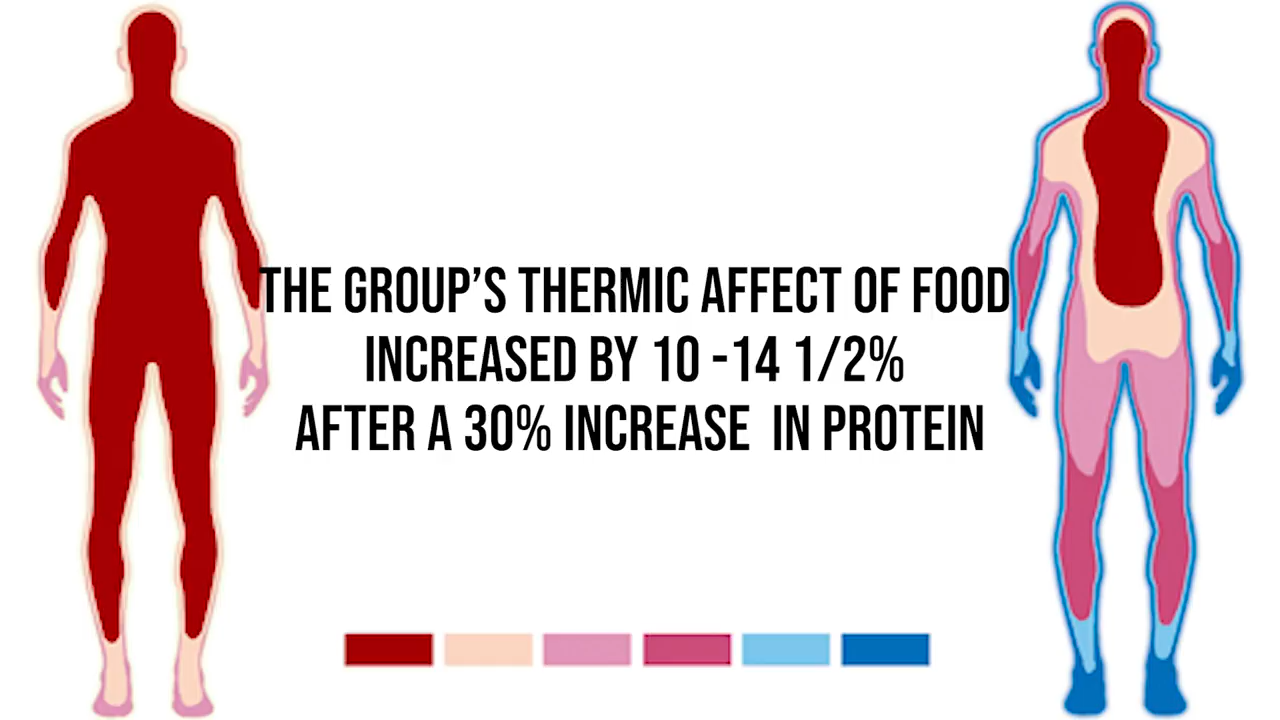 THE GROUP’S THERMIC AFFECT OF FOOD
INCREASED BY 10 -14 1/2%
AFTER A 30% INCREASE IN PROTEIN